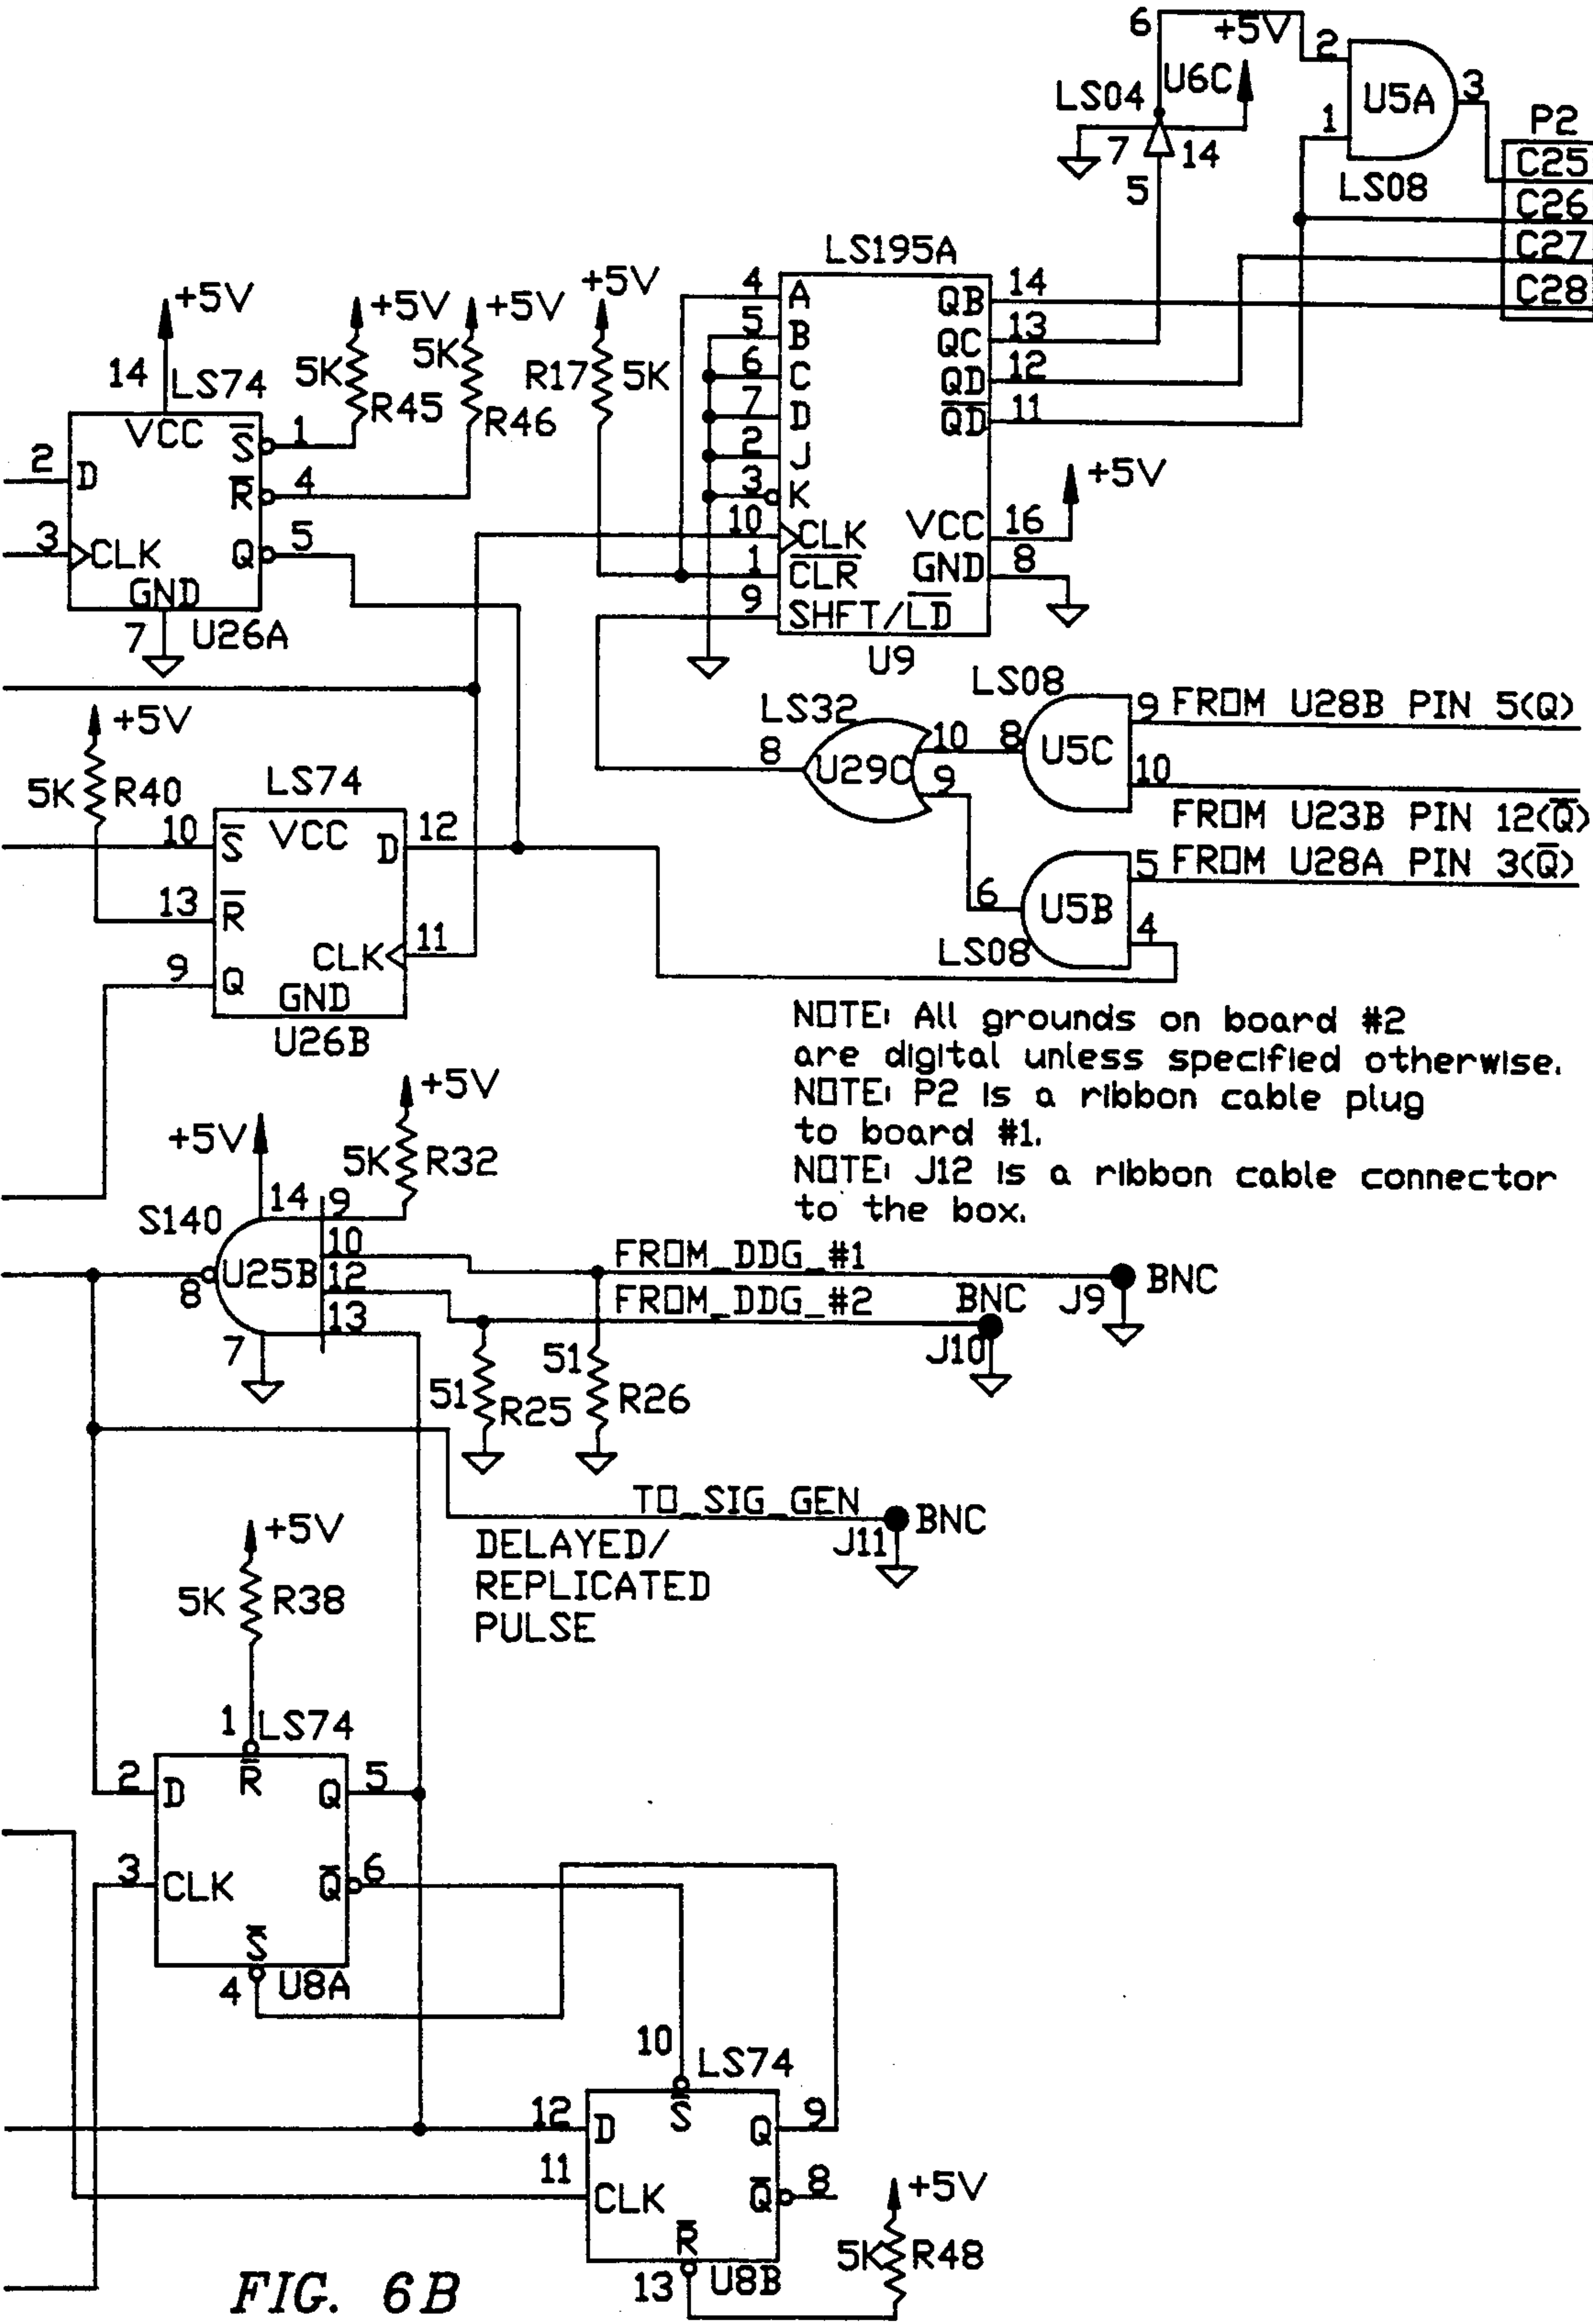 6
+5V
2
U6C
LS04
U5A
3
1
7
14
5
LS08
P2
C25
C26
C27
C28
LS195A
4
A
5
B
6
C
7
D
2
J
3
K
10
CLK
1
C̅L̅R̅
9
SHFT/L̅D̅
QB
14
QC
13
QD
12
Q̅D̅
11
VCC
16
GND
8
U9
+5V
+5V
14
LS74
VCC
2
D
3
CLK
GND
7
U26A
S̅
1
R̅
4
Q
5
+5V
5K
R45
+5V
5K
R46
+5V
R17
5K
LS08
9
FROM U28B PIN 5(Q)
8
U5C
10
FROM U23B PIN 12(Q̅)
LS32
8
U29C
10
9
5
FROM U28A PIN 3(Q̅)
6
U5B
4
LS08
+5V
5K
R40
LS74
10
S̅
VCC
D
12
13
R̅
CLK
11
9
Q
GND
U26B
NOTE: All grounds on board #2
are digital unless specified otherwise.
NOTE: P2 is a ribbon cable plug
to board #1.
NOTE: J12 is a ribbon cable connector
to the box.
+5V
5K
R32
+5V
S140
14
9
10
12
13
8
U25B
7
FROM_DDG_#1
FROM_DDG_#2
BNC
J9
BNC
J10
51
R25
51
R26
TO_SIG_GEN
BNC
J11
DELAYED/
REPLICATED
PULSE
+5V
5K
R38
1
LS74
2
D
R̅
Q
5
3
CLK
Q̅
6
S̅
4
U8A
10
LS74
12
D
S̅
Q
9
11
CLK
Q̅
8
R̅
13
U8B
+5V
5K
R48
FIG. 6B